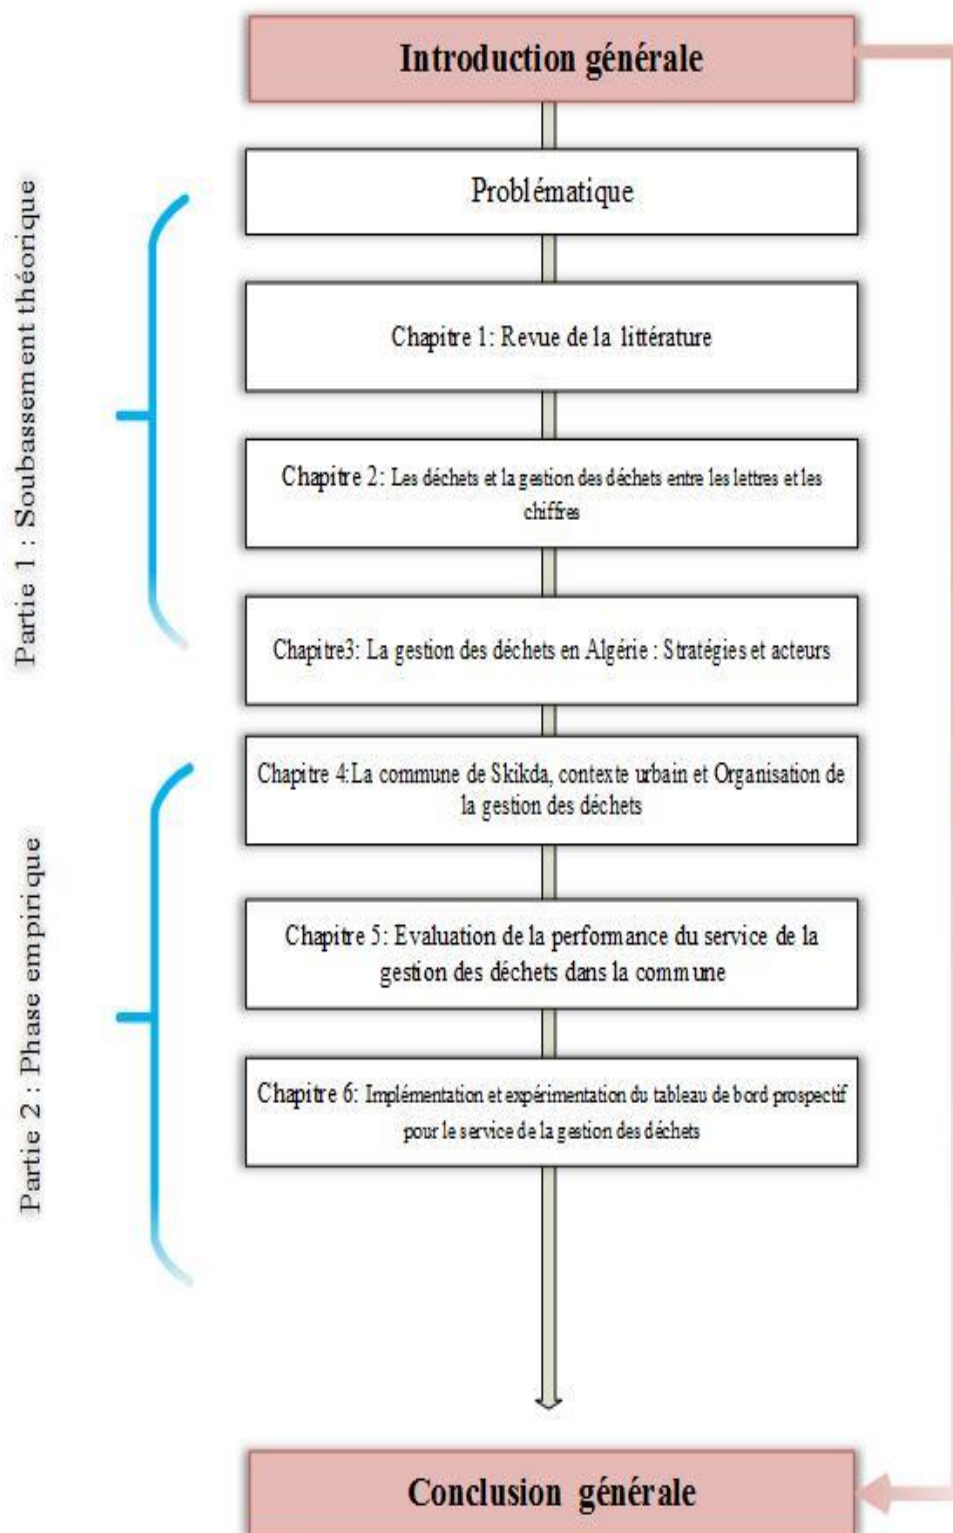 Introduction générale
Partie 1 : Soubassement théorique
Problématique
Chapitre 1: Revue de la littérature
Chapitre 2: Les déchets et la gestion des déchets entre les lettres et les
chiffres
Chapitre3: La gestion des déchets en Algérie : Stratégies et acteurs
Partie 2 : Phase empirique
Chapitre 4:La commune de Skikda, contexte urbain et Organisation de
la gestion des déchets
Chapitre 5: Evaluation de la performance du service de la
gestion des déchets dans la commune
Chapitre 6: Implémentation et expérimentation du tableau de bord prospectif
pour le service de la gestion des déchets
Conclusion générale